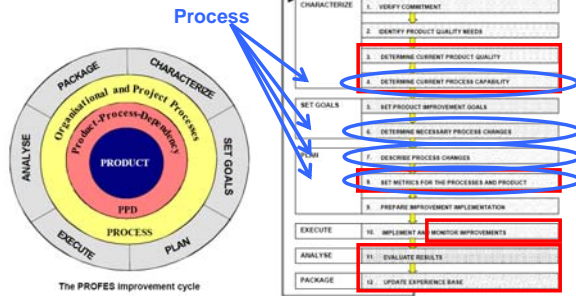 Process
PACKAGE
CHARACTERIZE
SET GOALS
PLAN
EXECUTE
ANALYSE
Organisational and Project Processes
Product-Process-Dependency
PRODUCT
PPD
PROCESS
The PROFES improvement cycle
CHARACTERIZE
1. VERIFY COMMITMENT
2. IDENTIFY PRODUCT QUALITY NEEDS
3. DETERMINE CURRENT PRODUCT QUALITY
4. DETERMINE CURRENT PROCESS CAPABILITY
SET GOALS
5. SET PRODUCT IMPROVEMENT GOALS
6. DETERMINE NECESSARY PROCESS CHANGES
PLAN
7. DESCRIBE PROCESS CHANGES
8. SET METRICS FOR THE PROCESSES AND PRODUCT
9. PREPARE IMPROVEMENT IMPLEMENTATION
EXECUTE
10. IMPLEMENT AND MONITOR IMPROVEMENTS
ANALYSE
11. EVALUATE RESULTS
PACKAGE
12. UPDATE EXPERIENCE BASE